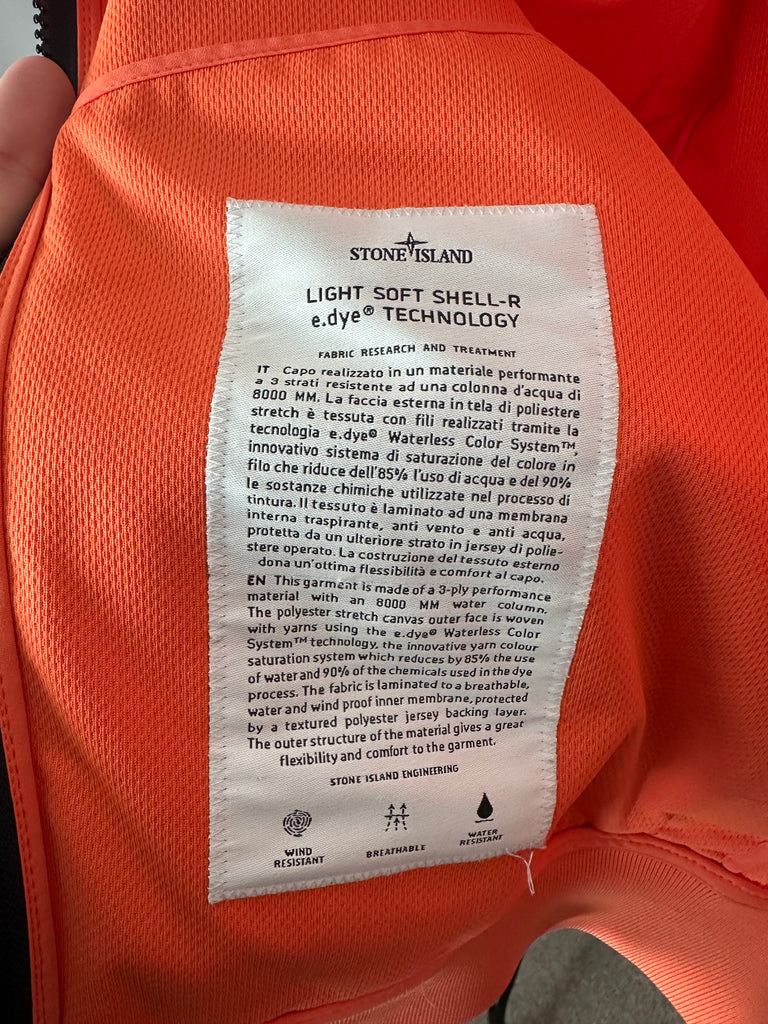 STONE ISLAND
LIGHT SOFT SHELL-R
e.dye® TECHNOLOGY
FABRIC RESEARCH AND TREATMENT
IT Capo realizzato in un materiale performante
a 3 strati resistente ad una colonna d'acqua di
8000 MM. La faccia esterna in tela di poliestere
stretch è tessuta con fili realizzati tramite la
tecnologia e.dye® Waterless Color System™,
innovativo sistema di saturazione del colore in
filo che riduce dell'85% l'uso di acqua e del 90%
le sostanze chimiche utilizzate nel processo di
tintura. Il tessuto è laminato ad una membrana
interna traspirante, anti vento e anti acqua,
protetta da un ulteriore strato in jersey di polie-
stere operato. La costruzione del tessuto esterno
dona un'ottima flessibilità e comfort al capo.
EN This garment is made of a 3-ply performance
material with an 8000 MM water column.
The polyester stretch canvas outer face is woven
with yarns using the e.dye® Waterless Color
System™ technology, the innovative yarn colour
saturation system which reduces by 85% the use
of water and 90% of the chemicals used in the dye
process. The fabric is laminated to a breathable,
water and wind proof inner membrane, protected
by a textured polyester jersey backing layer.
The outer structure of the material gives a great
flexibility and comfort to the garment.
STONE ISLAND ENGINEERING
WIND
RESISTANT
BREATHABLE
WATER
RESISTANT